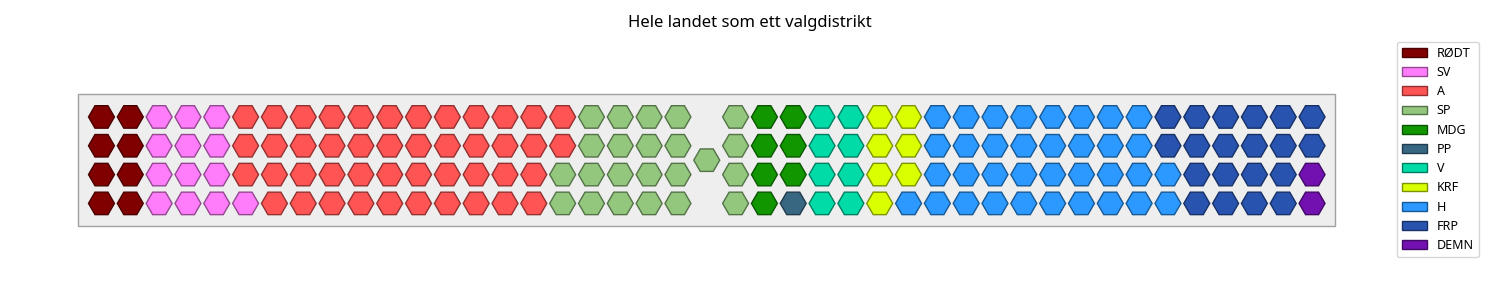 Hele landet som ett valgdistrikt
RØDT
SV
A
SP
MDG
PP
V
KRF
H
FRP
DEMN